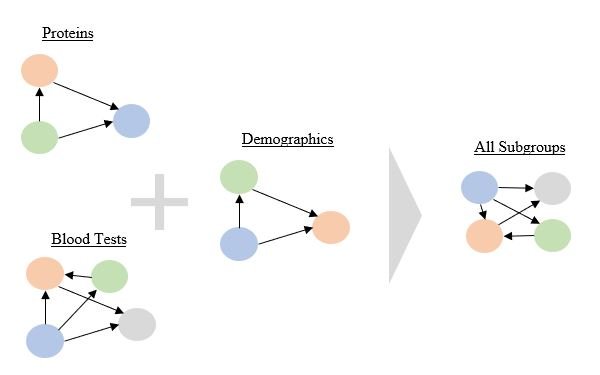 Proteins
Demographics
All Subgroups
Blood Tests